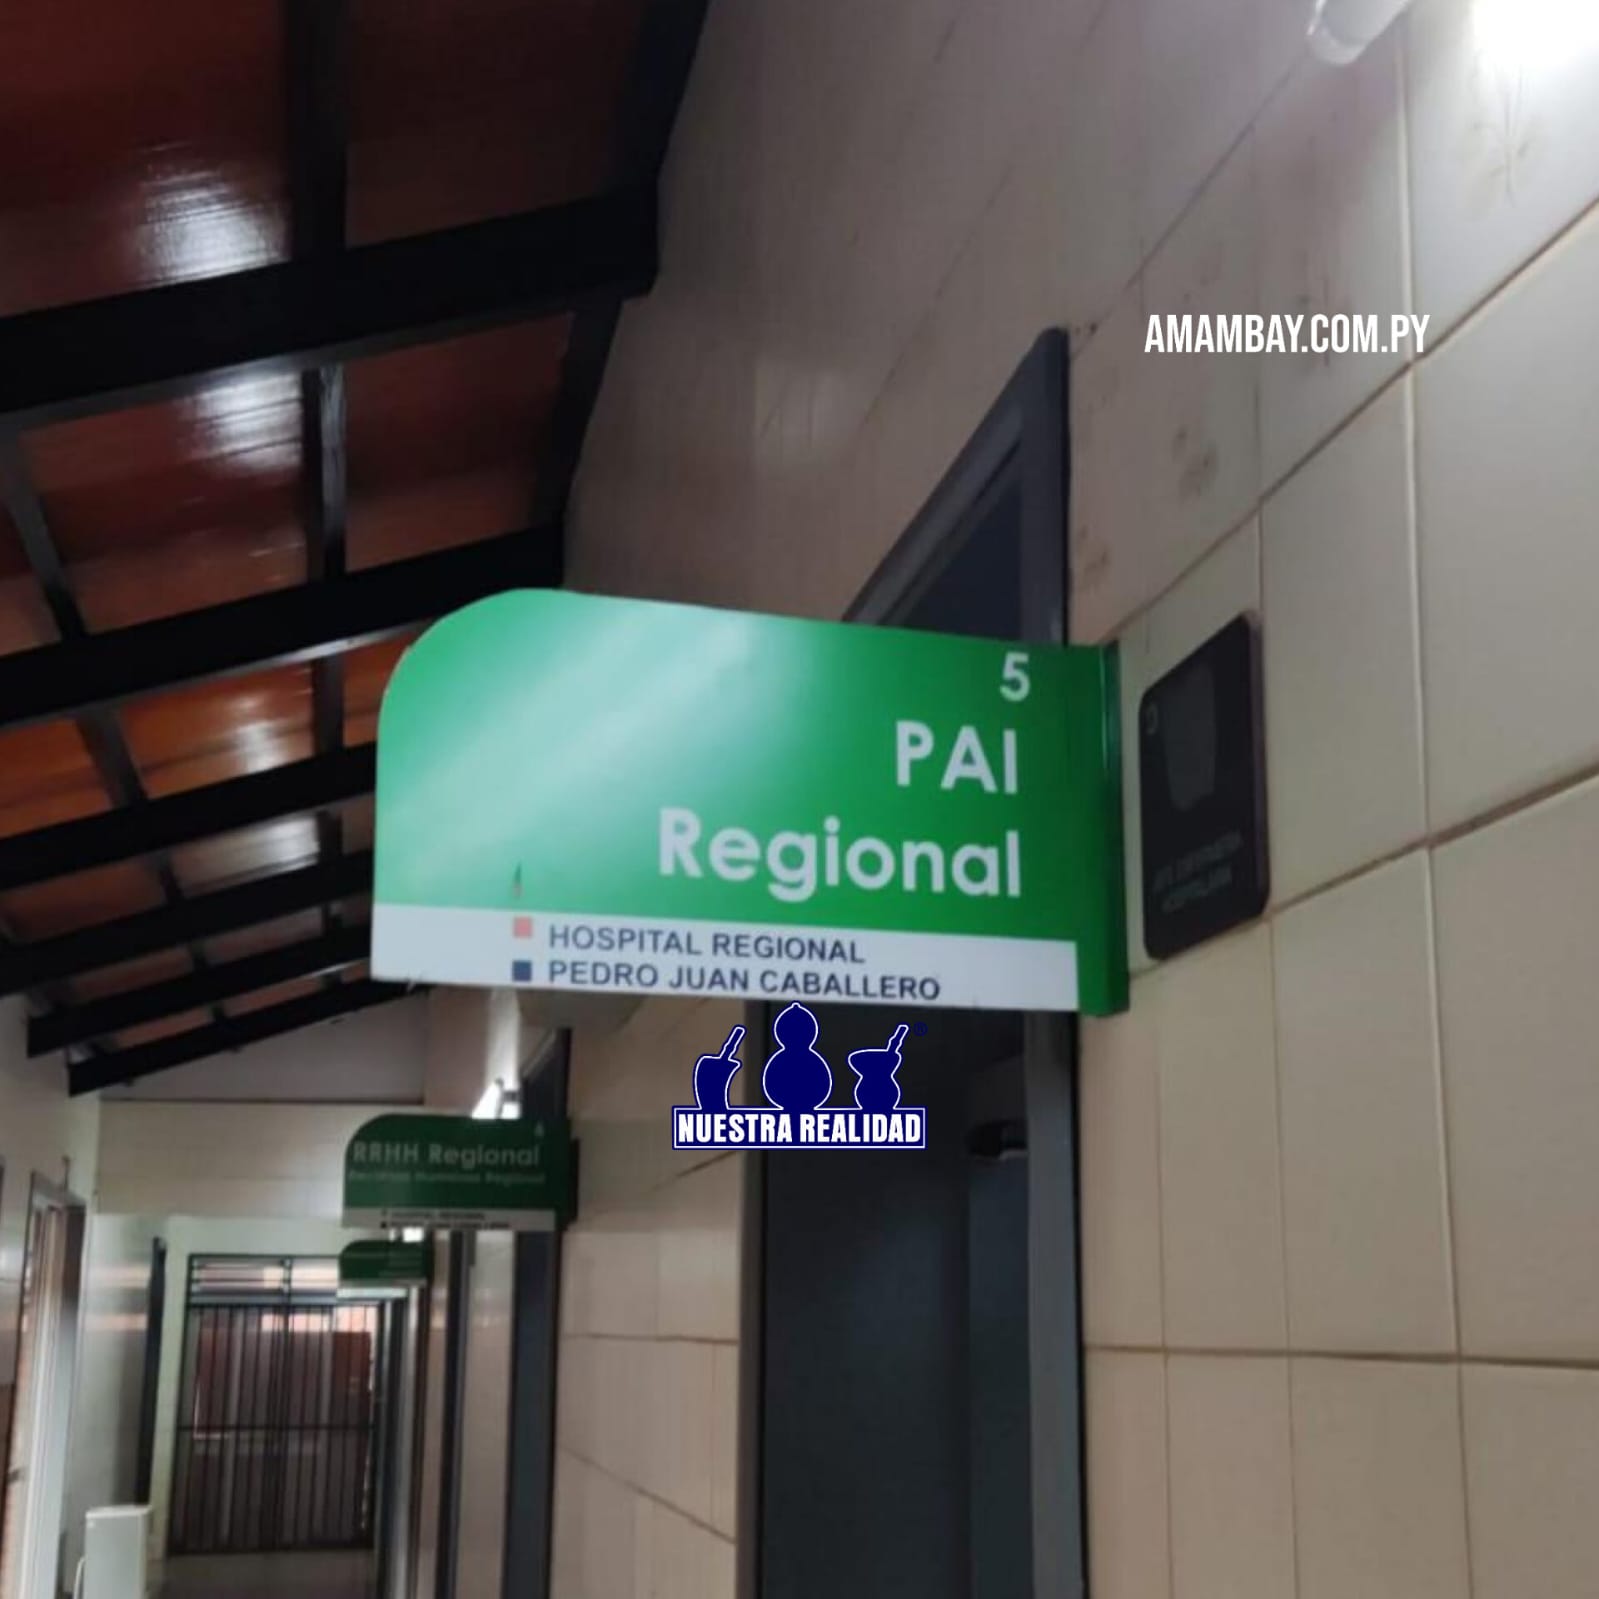 AMAMBAY.COM.PY
5
PAI
Regional
HOSPITAL REGIONAL
PEDRO JUAN CABALLERO
NUESTRA REALIDAD
®
RRHH Regional